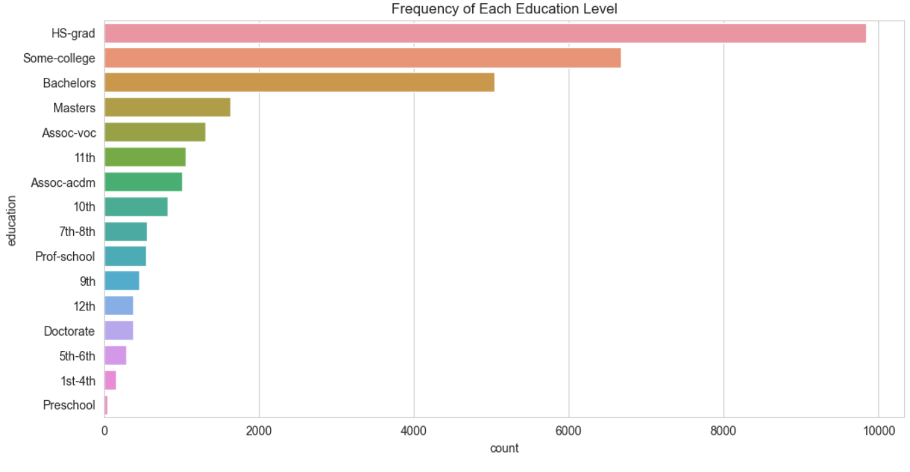 Frequency of Each Education Level
education
HS-grad
Some-college
Bachelors
Masters
Assoc-voc
11th
Assoc-acdm
10th
7th-8th
Prof-school
9th
12th
Doctorate
5th-6th
1st-4th
Preschool
0 2000 4000 6000 8000 10000
count